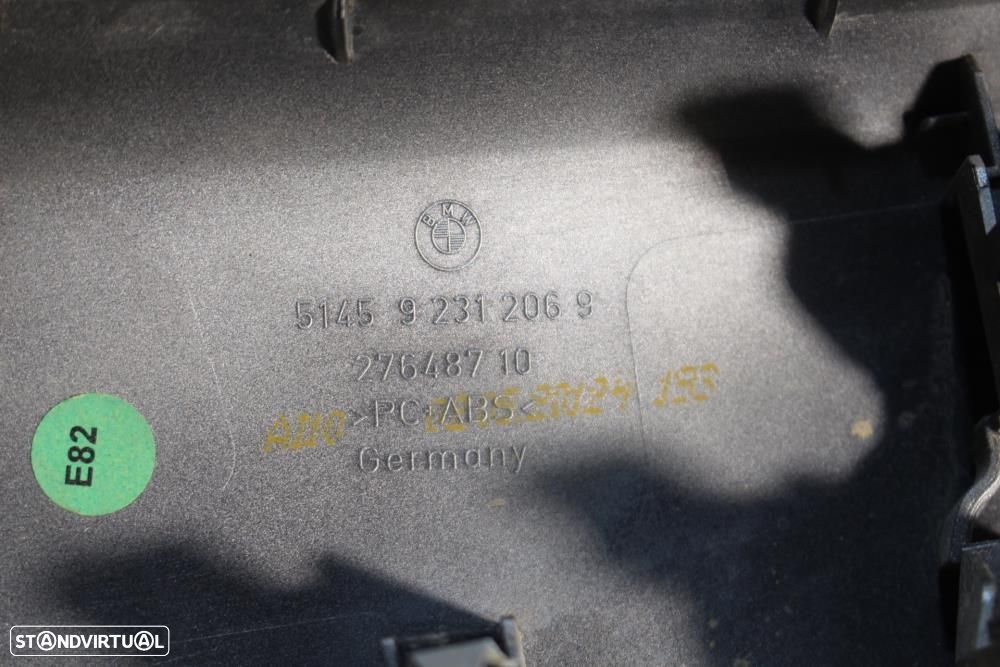 BMW
5145 9 231 206 9
27648710
>PC+ABS<
Germany
E82
STANDVIRTUAL